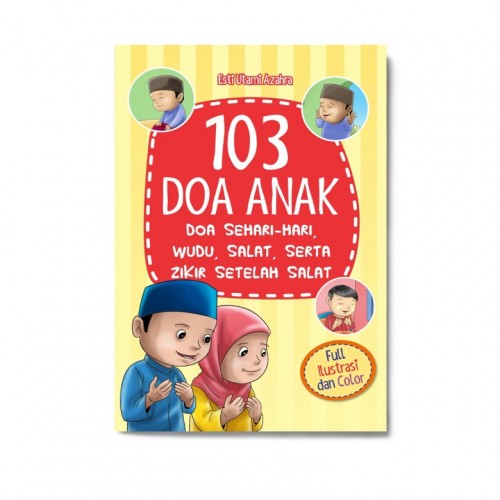 Esti Utami Azahra
103
DOA ANAK
DOA SEHARI-HARI,
WUDU, SALAT, SERTA
ZIKIR SETELAH SALAT
Full
Ilustrasi
dan Color